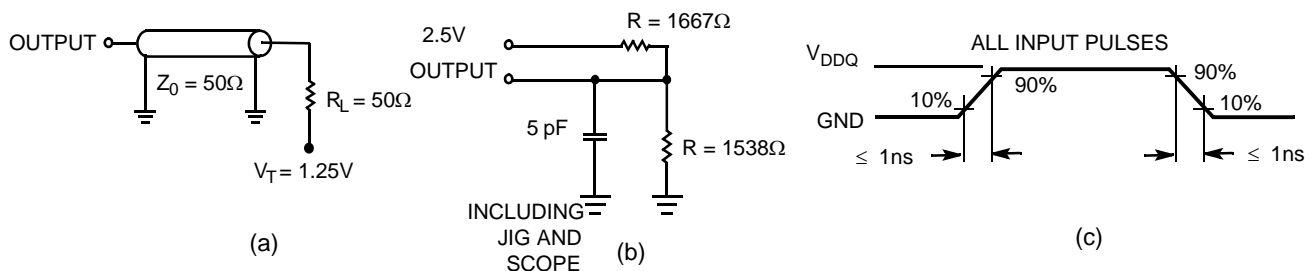 OUTPUT
Z0 = 50Ω
RL = 50Ω
VT = 1.25V
(a)
R = 1667Ω
2.5V
OUTPUT
5 pF
R = 1538Ω
INCLUDING
JIG AND
SCOPE
(b)
ALL INPUT PULSES
VDDQ
90%
90%
10%
10%
GND
≤ 1ns
≤ 1ns
(c)